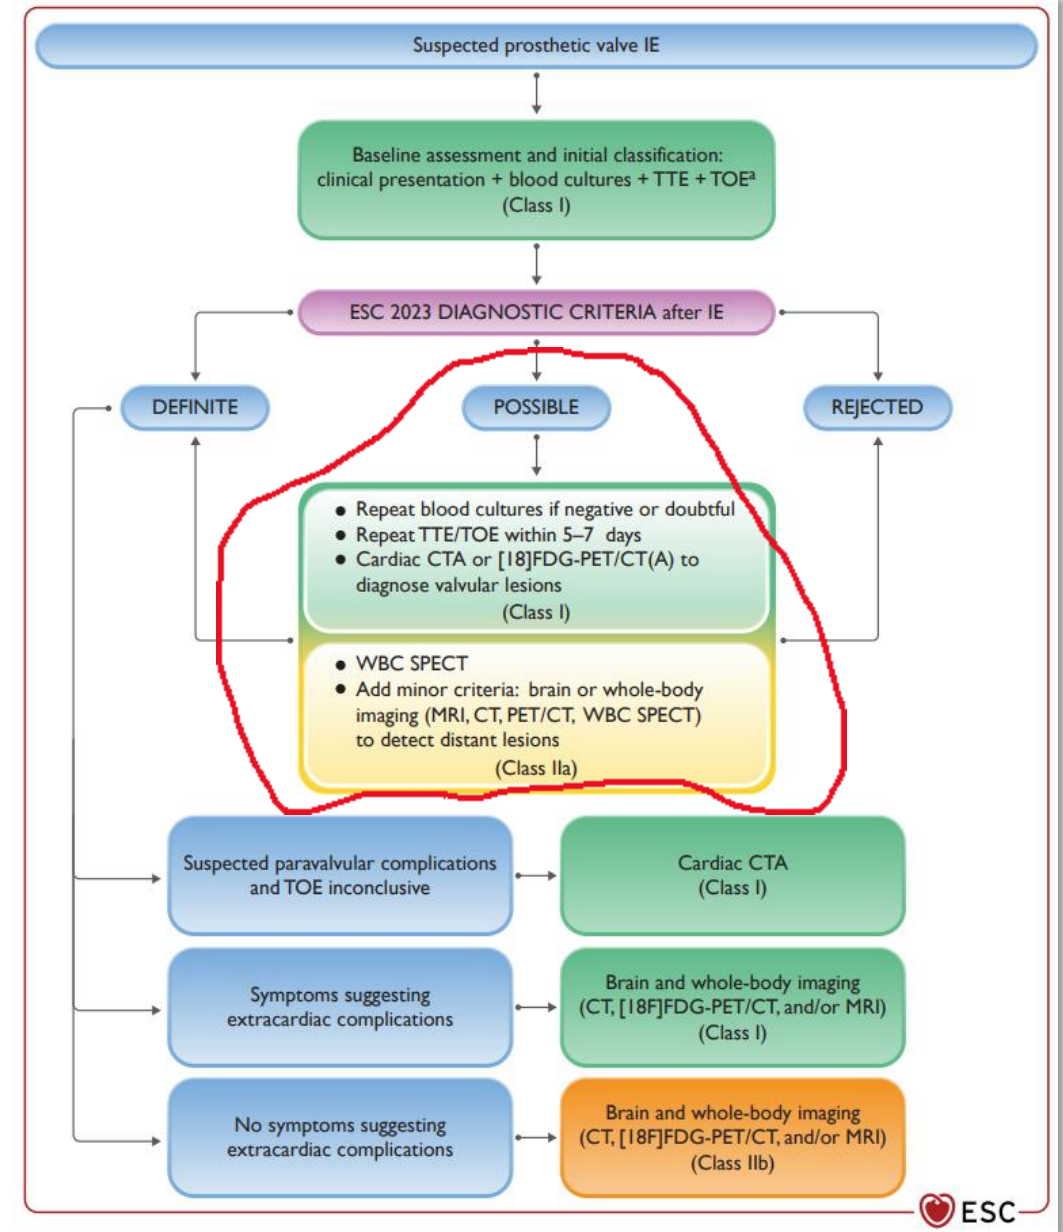 Suspected prosthetic valve IE
Baseline assessment and initial classification:
clinical presentation + blood cultures + TTE + TOEᵃ
(Class I)
ESC 2023 DIAGNOSTIC CRITERIA after IE
DEFINITE
POSSIBLE
REJECTED
● Repeat blood cultures if negative or doubtful
● Repeat TTE/TOE within 5–7 days
● Cardiac CTA or [18]FDG-PET/CT(A) to
diagnose valvular lesions
(Class I)
● WBC SPECT
● Add minor criteria: brain or whole-body
imaging (MRI, CT, PET/CT, WBC SPECT)
to detect distant lesions
(Class IIa)
Suspected paravalvular complications
and TOE inconclusive
Cardiac CTA
(Class I)
Symptoms suggesting
extracardiac complications
Brain and whole-body imaging
(CT, [18F]FDG-PET/CT, and/or MRI)
(Class I)
No symptoms suggesting
extracardiac complications
Brain and whole-body imaging
(CT, [18F]FDG-PET/CT, and/or MRI)
(Class IIb)
ESC